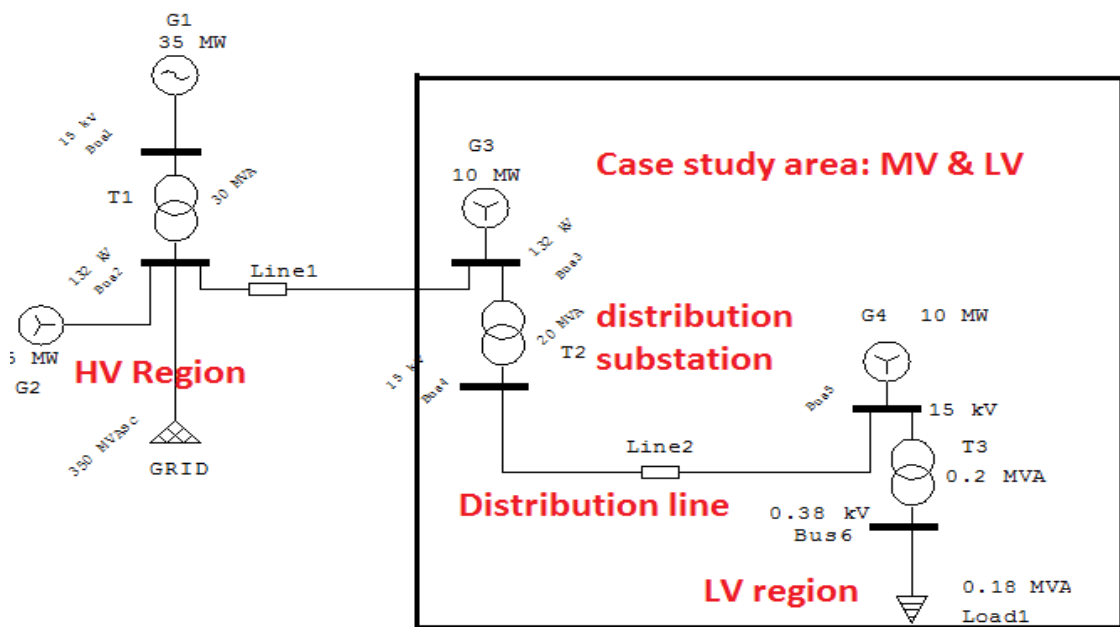 G1
35 MW
15 kV
Bus1
T1
30 MVA
132 W
Bus2
Line1
5 MW
G2
HV Region
350 MVAsc
GRID
Case study area: MV & LV
G3
10 MW
132 W
Bus3
20 MVA
T2
distribution
substation
15 kV
Bus4
G4 10 MW
Bus5
15 kV
Line2
T3
0.2 MVA
Distribution line
0.38 kV
Bus6
LV region
0.18 MVA
Load1